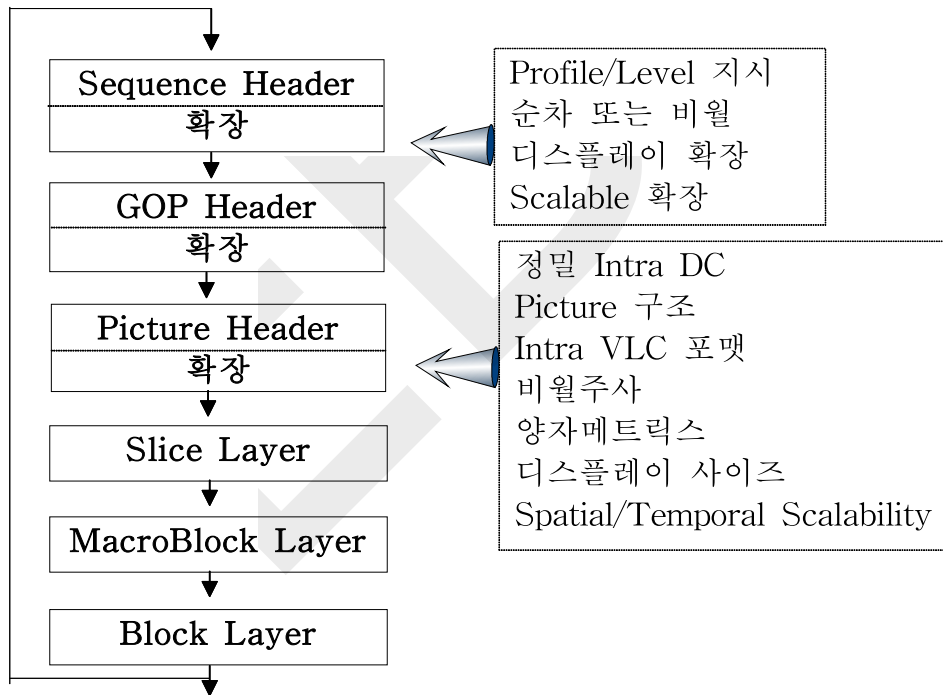 Sequence Header
확장
GOP Header
확장
Picture Header
확장
Slice Layer
MacroBlock Layer
Block Layer
Profile/Level 지시
순차 또는 비월
디스플레이 확장
Scalable 확장
정밀 Intra DC
Picture 구조
Intra VLC 포맷
비월주사
양자메트릭스
디스플레이 사이즈
Spatial/Temporal Scalability